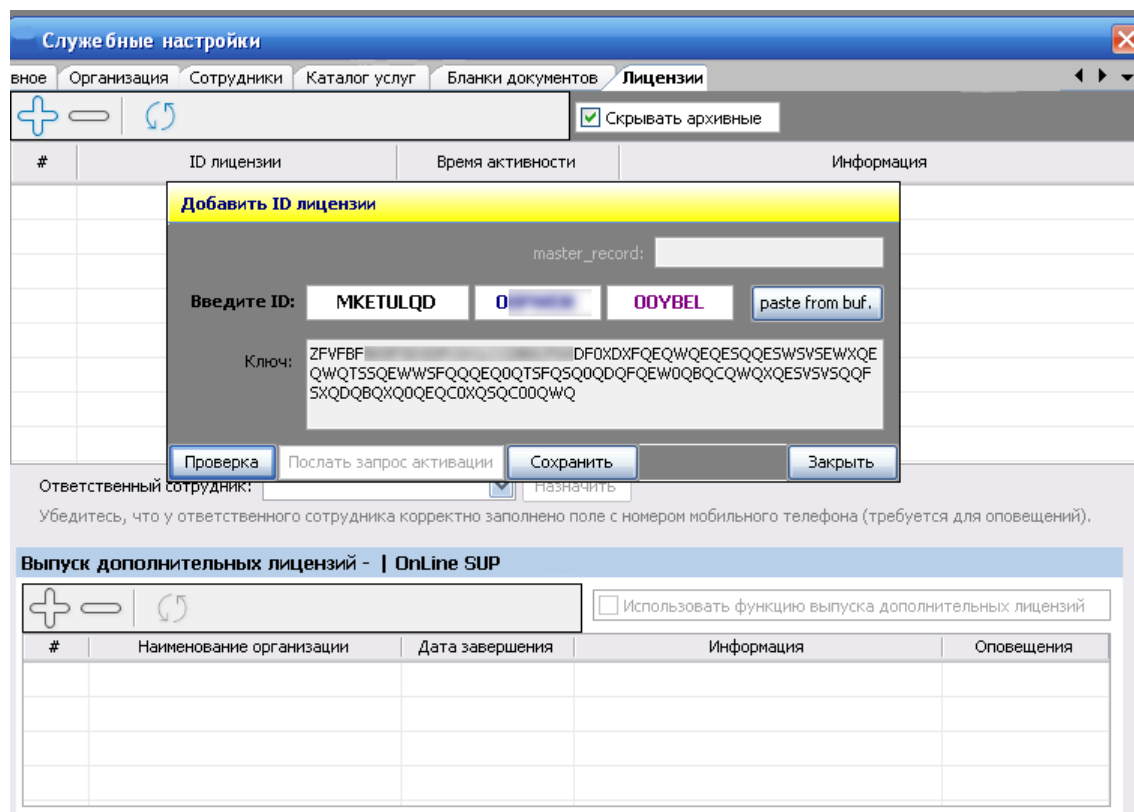 Служебные настройки
вное Организация Сотрудники Каталог услуг Бланки документов Лицензии
Скрывать архивные
# ID лицензии Время активности Информация
Добавить ID лицензии
master_record:
Введите ID: MKETULQD 00YBEL paste from buf.
Ключ:
ZFVFBF DF0XDXFQEQWQEQESQQESWSVSEWXQE
QWQTSSQEWWSFQQQEQ0QTSFQSQ0QDQFQEW0QBQCQWQXQESVSVSQQF
SXQDQBQXQ0QEQC0XQSQC00QWQ
Проверка Послать запрос активации Сохранить Закрыть
Ответственный сотрудник: Назначить
Убедитесь, что у ответственного сотрудника корректно заполнено поле с номером мобильного телефона (требуется для оповещений).
Выпуск дополнительных лицензий - | OnLine SUP
Использовать функцию выпуска дополнительных лицензий
# Наименование организации Дата завершения Информация Оповещения